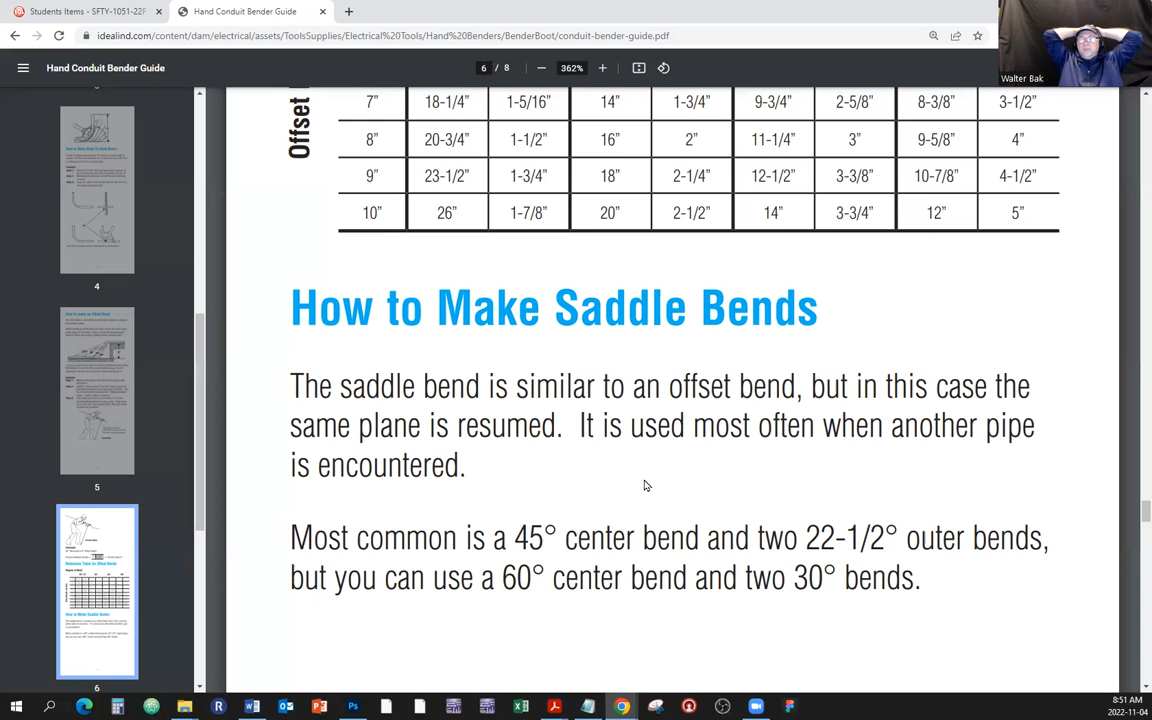 Students Items - SFTY-1051-22F
Hand Conduit Bender Guide
idealind.com/content/dam/electrical/assets/ToolsSupplies/Electrical%20Tools/Hand%20Benders/BenderBoot/conduit-bender-guide.pdf
Hand Conduit Bender Guide
6 / 8
362%
Walter Bak
4
5
6
Offset
7” 18-1/4” 1-5/16” 14” 1-3/4” 9-3/4” 2-5/8” 8-3/8” 3-1/2”
8” 20-3/4” 1-1/2” 16” 2” 11-1/4” 3” 9-5/8” 4”
9” 23-1/2” 1-3/4” 18” 2-1/4” 12-1/2” 3-3/8” 10-7/8” 4-1/2”
10” 26” 1-7/8” 20” 2-1/2” 14” 3-3/4” 12” 5”
How to Make Saddle Bends
The saddle bend is similar to an offset bend, but in this case the
same plane is resumed. It is used most often when another pipe
is encountered.
Most common is a 45° center bend and two 22-1/2° outer bends,
but you can use a 60° center bend and two 30° bends.
8:51 AM
2022-11-04